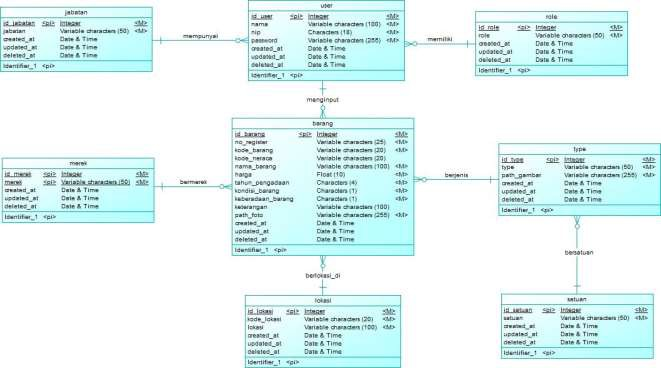 jabatan
id_jabatan <pi> Integer <M>
jabatan Variable characters (50) <M>
created_at Date & Time
updated_at Date & Time
deleted_at Date & Time
Identifier_1 <pi>
mempunyai
user
id_user <pi> Integer <M>
nama Variable characters (100) <M>
nip Characters (18) <M>
password Variable characters (255) <M>
created_at Date & Time
updated_at Date & Time
deleted_at Date & Time
Identifier_1 <pi>
memiliki
role
id_role <pi> Integer <M>
role Variable characters (50) <M>
created_at Date & Time
updated_at Date & Time
deleted_at Date & Time
Identifier_1 <pi>
menginput
merek
id_merek <pi> Integer <M>
merek <pi> Variable characters (50) <M>
created_at Date & Time
updated_at Date & Time
deleted_at Date & Time
Identifier_1 <pi>
bermerek
barang
id_barang <pi> Integer <M>
no_register Variable characters (25) <M>
kode_barang Variable characters (20) <M>
kode_neraca Variable characters (20)
nama_barang Variable characters (100) <M>
harga Float (10) <M>
tahun_pengadaan Characters (4) <M>
kondisi_barang Characters (1) <M>
keberadaan_barang Characters (1) <M>
keterangan Variable characters (100)
path_foto Variable characters (255) <M>
created_at Date & Time
updated_at Date & Time
deleted_at Date & Time
Identifier_1 <pi>
berjenis
type
id_type <pi> Integer <M>
type Variable characters (50) <M>
path_gambar Variable characters (255) <M>
created_at Date & Time
updated_at Date & Time
deleted_at Date & Time
Identifier_1 <pi>
bersatuan
berlokasi_di
lokasi
id_lokasi <pi> Integer <M>
kode_lokasi Variable characters (20) <M>
lokasi Variable characters (100) <M>
created_at Date & Time
updated_at Date & Time
deleted_at Date & Time
Identifier_1 <pi>
satuan
id_satuan <pi> Integer <M>
satuan Variable characters (50) <M>
created_at Date & Time
updated_at Date & Time
deleted_at Date & Time
Identifier_1 <pi>